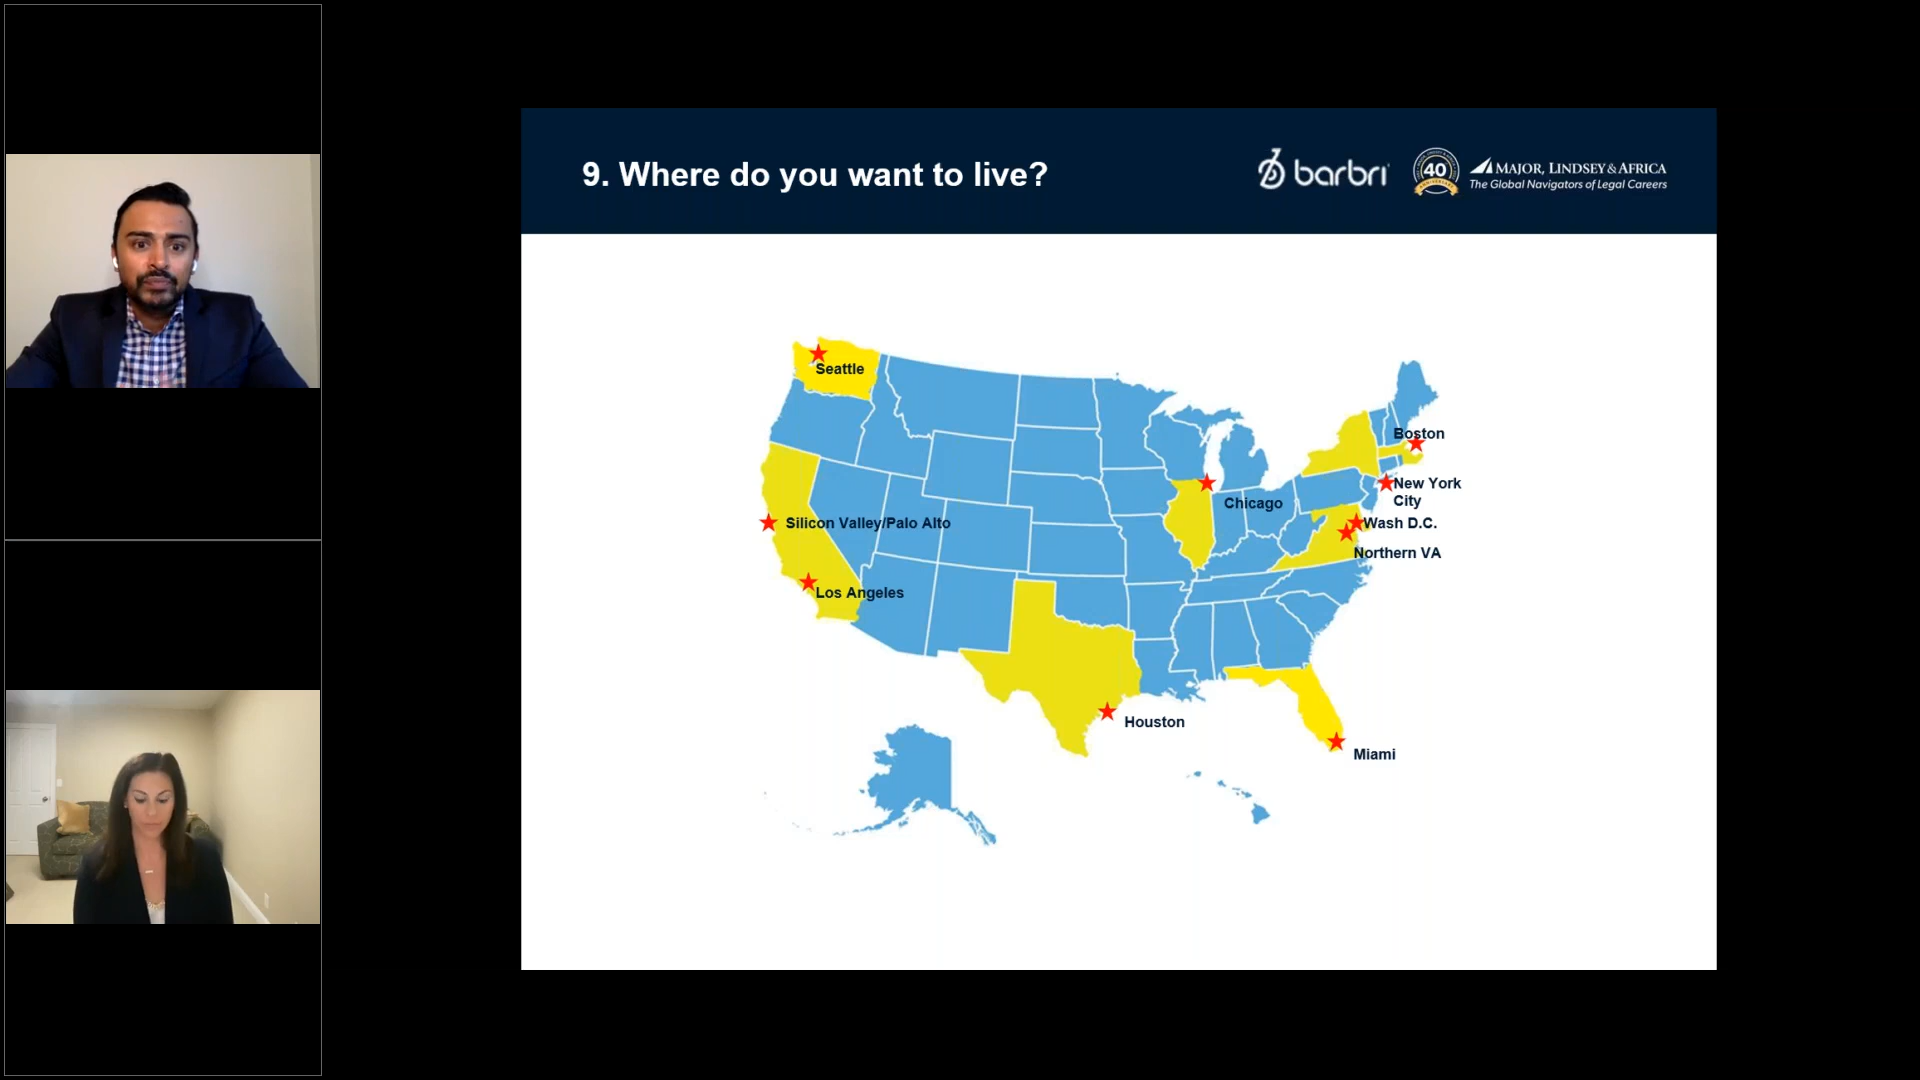 9. Where do you want to live?
barbri
40
MAJOR, LINDSEY & AFRICA
The Global Navigators of Legal Careers
Seattle
Boston
New York
City
Chicago
Silicon Valley/Palo Alto
Wash D.C.
Northern VA
Los Angeles
Houston
Miami